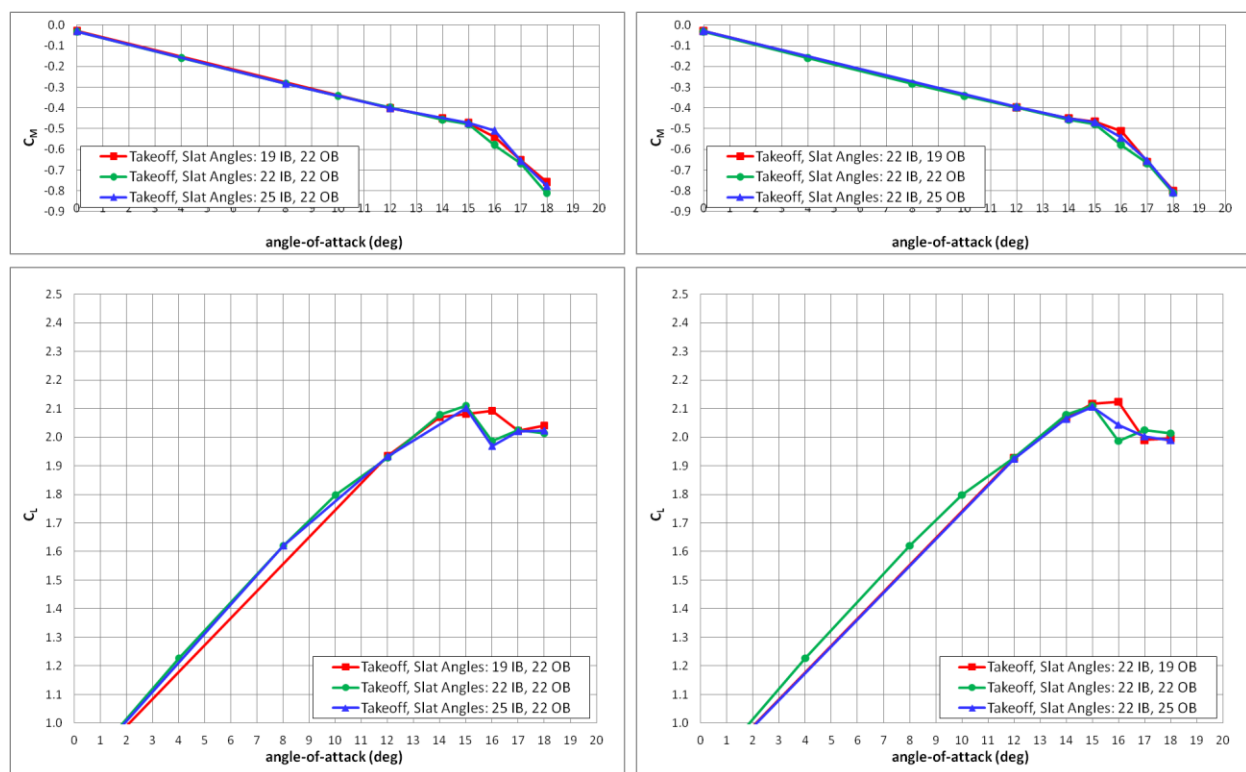 0.0
-0.1
-0.2
-0.3
-0.4
-0.5
-0.6
-0.7
-0.8
-0.9
C_M
Takeoff, Slat Angles: 19 IB, 22 OB
Takeoff, Slat Angles: 22 IB, 22 OB
Takeoff, Slat Angles: 25 IB, 22 OB
0 1 2 3 4 5 6 7 8 9 10 11 12 13 14 15 16 17 18 19 20
angle-of-attack (deg)
0.0
-0.1
-0.2
-0.3
-0.4
-0.5
-0.6
-0.7
-0.8
-0.9
C_M
Takeoff, Slat Angles: 22 IB, 19 OB
Takeoff, Slat Angles: 22 IB, 22 OB
Takeoff, Slat Angles: 22 IB, 25 OB
0 1 2 3 4 5 6 7 8 9 10 11 12 13 14 15 16 17 18 19 20
angle-of-attack (deg)
2.5
2.4
2.3
2.2
2.1
2.0
1.9
1.8
1.7
1.6
1.5
1.4
1.3
1.2
1.1
1.0
C_L
Takeoff, Slat Angles: 19 IB, 22 OB
Takeoff, Slat Angles: 22 IB, 22 OB
Takeoff, Slat Angles: 25 IB, 22 OB
0 1 2 3 4 5 6 7 8 9 10 11 12 13 14 15 16 17 18 19 20
angle-of-attack (deg)
2.5
2.4
2.3
2.2
2.1
2.0
1.9
1.8
1.7
1.6
1.5
1.4
1.3
1.2
1.1
1.0
C_L
Takeoff, Slat Angles: 22 IB, 19 OB
Takeoff, Slat Angles: 22 IB, 22 OB
Takeoff, Slat Angles: 22 IB, 25 OB
0 1 2 3 4 5 6 7 8 9 10 11 12 13 14 15 16 17 18 19 20
angle-of-attack (deg)